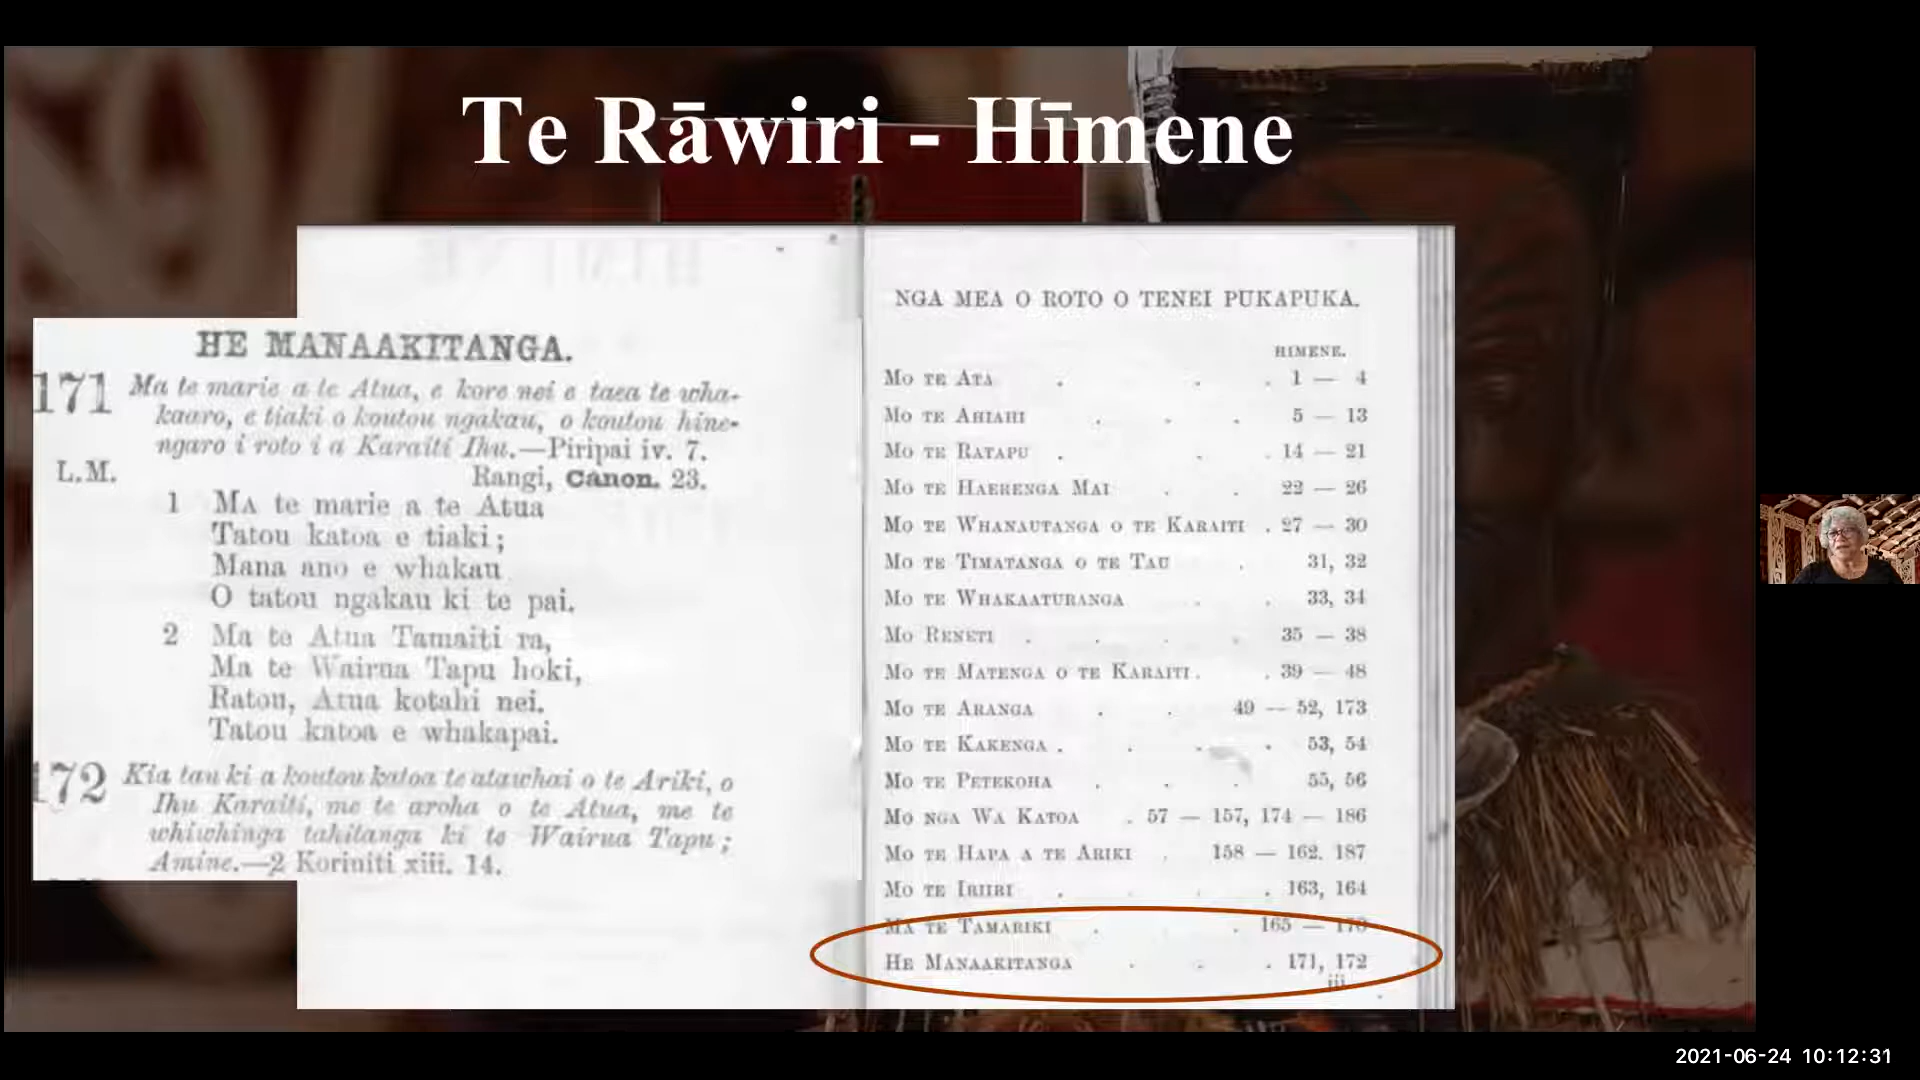 Te Rāwiri - Hīmene
HE MANAAKITANGA.
171 Ma te marie a te Atua, e kore nei e taea te wha-
kaaro, e tiaki o koutou ngakau, o koutou hine-
ngaro i roto i a Karaiti Ihu.—Piripai iv. 7.
L.M. Rangi, Canon. 23.
1 MA te marie a te Atua
Tatou katoa e tiaki;
Mana ano e whakau
O tatou ngakau ki te pai.
2 Ma te Atua Tamaiti ra,
Ma te Wairua Tapu hoki,
Ratou, Atua kotahi nei.
Tatou katoa e whakapai.
172 Kia tau ki a koutou katoa te atawhai o te Ariki, o
Ihu Karaiti, me te aroha o te Atua, me te
whiwhinga tahitanga ki te Wairua Tapu;
Amine.—2 Koriniti xiii. 14.
NGA MEA O ROTO O TENEI PUKAPUKA.
HIMENE.
MO TE ATA . . . 1 — 4
MO TE AHIAHI . . . 5 — 13
MO TE RATAPU . . . 14 — 21
MO TE HAERENGA MAI . . 22 — 26
MO TE WHANAUTANGA O TE KARAITI . 27 — 30
MO TE TIMATANGA O TE TAU . 31, 32
MO TE WHAKAATURANGA . . 33, 34
MO RENETI . . . . 35 — 38
MO TE MATENGA O TE KARAITI . . 39 — 48
MO TE ARANGA . . 49 — 52, 173
MO TE KAKENGA . . . . 53, 54
MO TE PETEKOHA . . . 55, 56
MO NGA WA KATOA . 57 — 157, 174 — 186
MO TE HAPA A TE ARIKI . 158 — 162. 187
MO TE IRIIRI . . . . 163, 164
MA TE TAMARIKI . . . 165 — 170
HE MANAAKITANGA . . . 171, 172
iii
2021-06-24 10:12:31